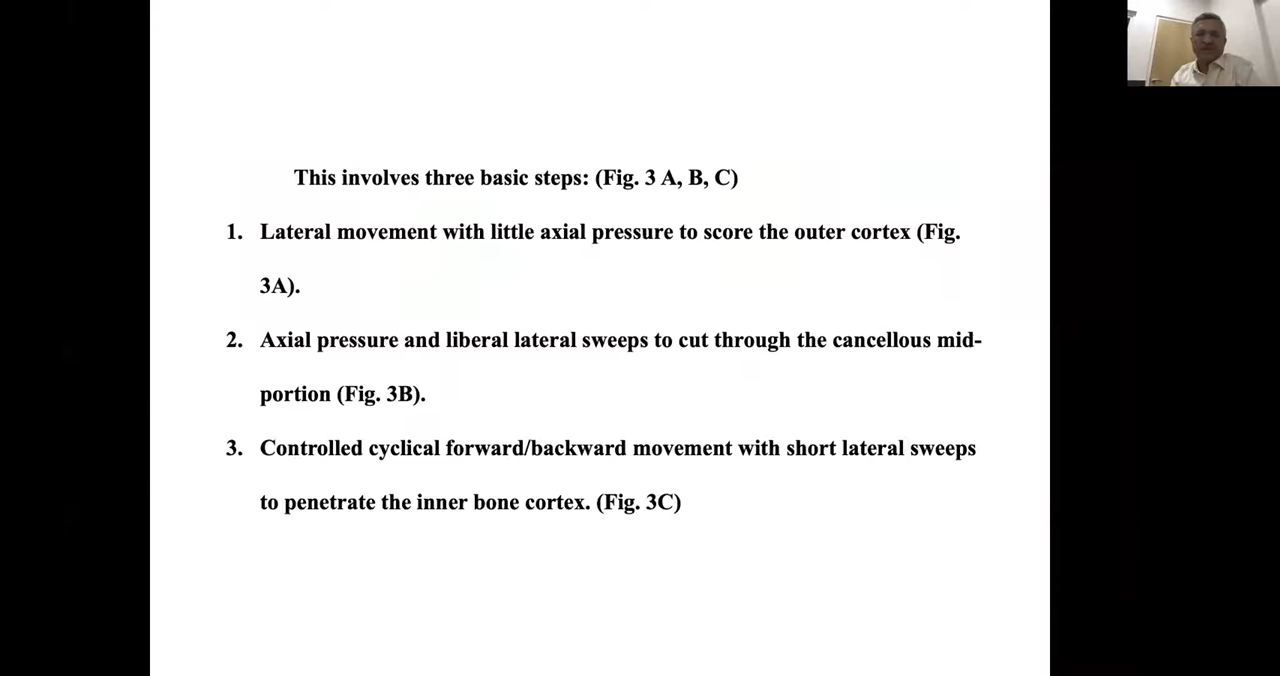 This involves three basic steps: (Fig. 3 A, B, C)
1. Lateral movement with little axial pressure to score the outer cortex (Fig.
3A).
2. Axial pressure and liberal lateral sweeps to cut through the cancellous mid-
portion (Fig. 3B).
3. Controlled cyclical forward/backward movement with short lateral sweeps
to penetrate the inner bone cortex. (Fig. 3C)